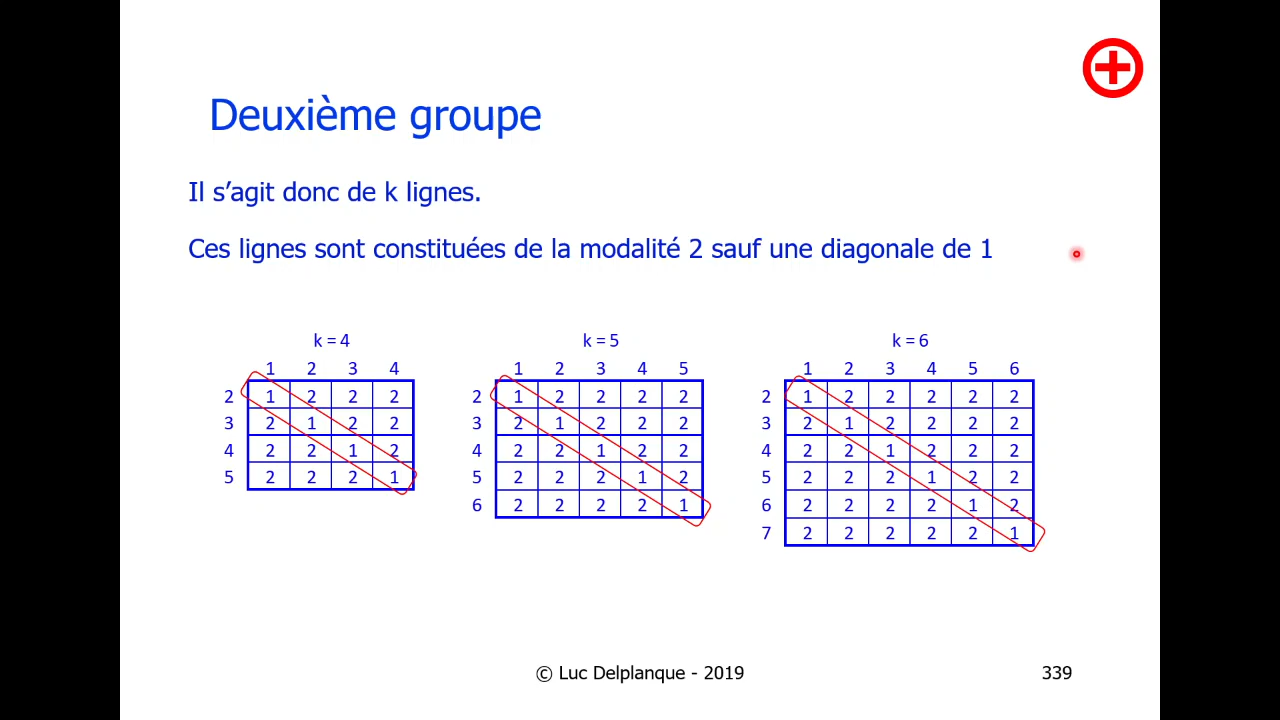 Deuxième groupe
Il s’agit donc de k lignes.
Ces lignes sont constituées de la modalité 2 sauf une diagonale de 1
k = 4
1 2 3 4
2 1 2 2 2
3 2 1 2 2
4 2 2 1 2
5 2 2 2 1
k = 5
1 2 3 4 5
2 1 2 2 2 2
3 2 1 2 2 2
4 2 2 1 2 2
5 2 2 2 1 2
6 2 2 2 2 1
k = 6
1 2 3 4 5 6
2 1 2 2 2 2 2
3 2 1 2 2 2 2
4 2 2 1 2 2 2
5 2 2 2 1 2 2
6 2 2 2 2 1 2
7 2 2 2 2 2 1
© Luc Delplanque - 2019
339